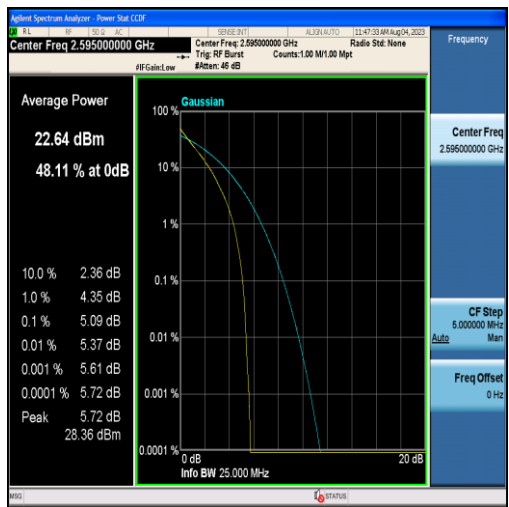 Agilent Spectrum Analyzer - Power Stat CCDF
RL RF 50 Ω AC SENSE:INT ALIGN AUTO 11:47:33 AM Aug 04, 2023
Center Freq 2.595000000 GHz
Center Freq: 2.595000000 GHz Radio Std: None
Trig: RF Burst Counts:1.00 M/1.00 Mpt
#IFGain:Low #Atten: 46 dB
Frequency
Average Power
22.64 dBm
48.11 % at 0dB
10.0 % 2.36 dB
1.0 % 4.35 dB
0.1 % 5.09 dB
0.01 % 5.37 dB
0.001 % 5.61 dB
0.0001 % 5.72 dB
Peak 5.72 dB
28.36 dBm
Gaussian
100 %
10 %
1 %
0.1 %
0.01 %
0.001 %
0.0001 %
0 dB 20 dB
Info BW 25.000 MHz
Center Freq
2.595000000 GHz
CF Step
5.000000 MHz
Auto Man
Freq Offset
0 Hz
MSG STATUS